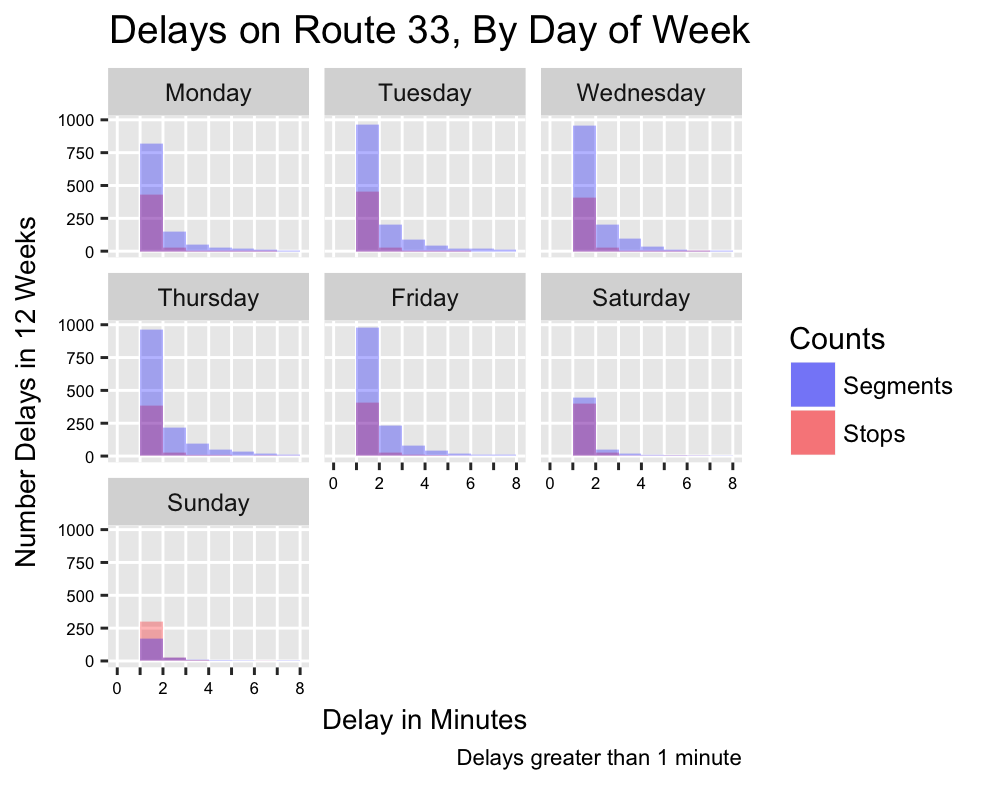 Delays on Route 33, By Day of Week
Monday Tuesday Wednesday
1000
750
500
250
0
Thursday Friday Saturday
1000
750
500
250
0
0 2 4 6 8 0 2 4 6 8
Sunday
1000
750
500
250
0
0 2 4 6 8
Number Delays in 12 Weeks
Delay in Minutes
Delays greater than 1 minute
Counts
Segments
Stops